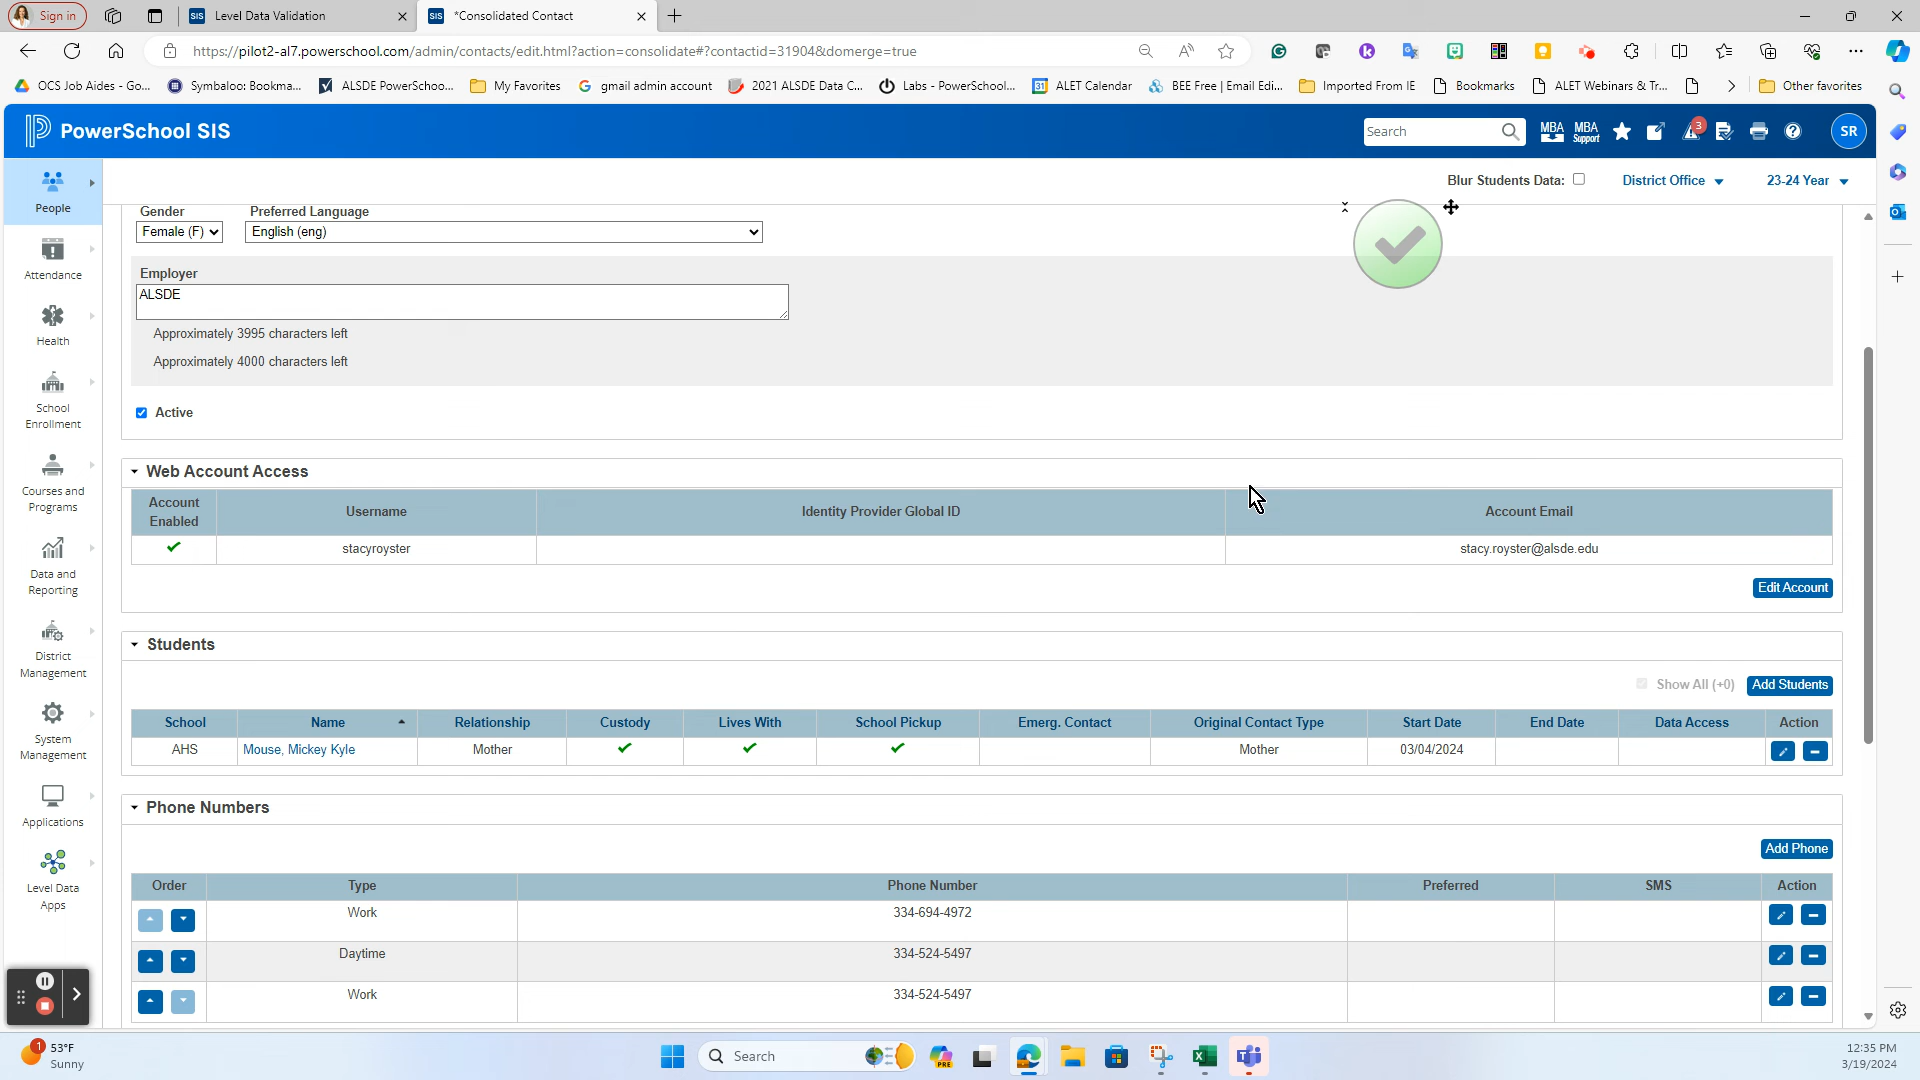 Sign in
SIS Level Data Validation
SIS *Consolidated Contact
https://pilot2-al7.powerschool.com/admin/contacts/edit.html?action=consolidate#?contactid=31904&domerge=true
OCS Job Aides - Go... Symbaloo: Bookma... ALSDE PowerSchoo... My Favorites gmail admin account 2021 ALSDE Data C... Labs - PowerSchool... 31 ALET Calendar BEE Free | Email Edi... Imported From IE Bookmarks ALET Webinars & Tr... Other favorites
PowerSchool SIS
Search
MBA MBA Support 3 SR
Blur Students Data: District Office 23-24 Year
People
Attendance
Health
School Enrollment
Courses and Programs
Data and Reporting
District Management
System Management
Applications
Level Data Apps
Gender Preferred Language
Female (F) English (eng)
Employer
ALSDE
Approximately 3995 characters left
Approximately 4000 characters left
Active
Web Account Access
Account Enabled Username Identity Provider Global ID Account Email
stacyroyster stacy.royster@alsde.edu
Edit Account
Students
Show All (+0) Add Students
School Name Relationship Custody Lives With School Pickup Emerg. Contact Original Contact Type Start Date End Date Data Access Action
AHS Mouse, Mickey Kyle Mother Mother 03/04/2024
Phone Numbers
Add Phone
Order Type Phone Number Preferred SMS Action
Work 334-694-4972
Daytime 334-524-5497
Work 334-524-5497
1 53°F
Sunny
Search
PRE
12:35 PM
3/19/2024